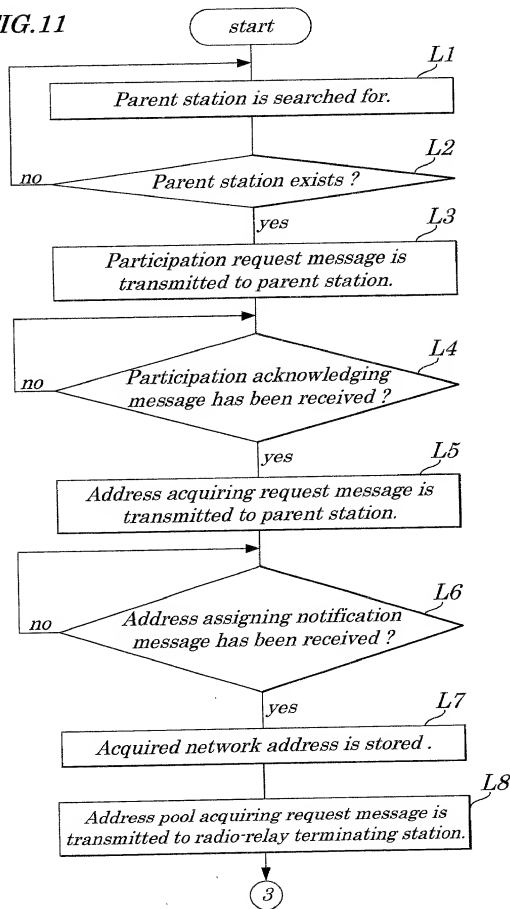 FIG.11
start
L1
Parent station is searched for.
L2
Parent station exists ?
no
yes
L3
Participation request message is
transmitted to parent station.
L4
Participation acknowledging
message has been received ?
no
yes
L5
Address acquiring request message is
transmitted to parent station.
L6
Address assigning notification
message has been received ?
no
yes
L7
Acquired network address is stored .
L8
Address pool acquiring request message is
transmitted to radio-relay terminating station.
3